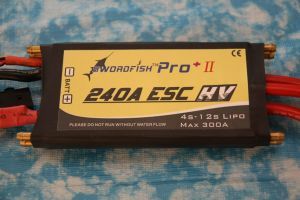 SWORDFISH™ Pro+ II
CE
- BATT +
240A ESC HV
4s-12s LiPo
PLEASE DO NOT RUN WITHOUT WATER FLOW
Max 300A